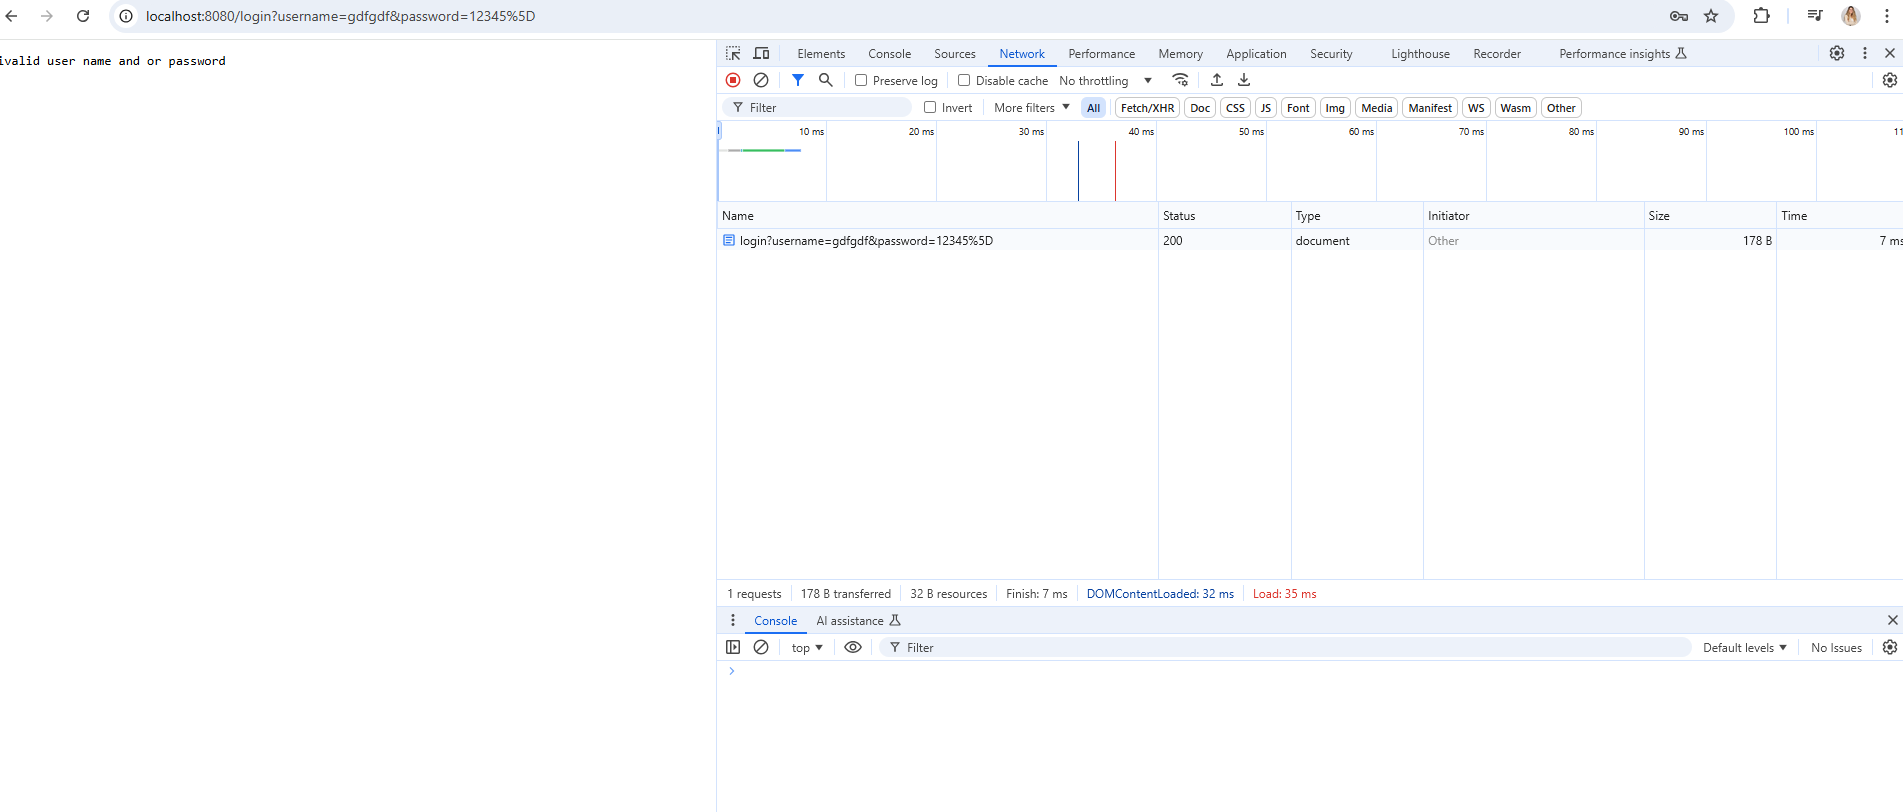 localhost:8080/login?username=gdfgdf&password=12345%5D
ivalid user name and or password
Elements Console Sources Network Performance Memory Application Security Lighthouse Recorder Performance insights
Preserve log Disable cache No throttling
Filter Invert More filters All Fetch/XHR Doc CSS JS Font Img Media Manifest WS Wasm Other
10 ms 20 ms 30 ms 40 ms 50 ms 60 ms 70 ms 80 ms 90 ms 100 ms 11
Name Status Type Initiator Size Time
login?username=gdfgdf&password=12345%5D 200 document Other 178 B 7 ms
1 requests 178 B transferred 32 B resources Finish: 7 ms DOMContentLoaded: 32 ms Load: 35 ms
Console AI assistance
top Filter Default levels No Issues